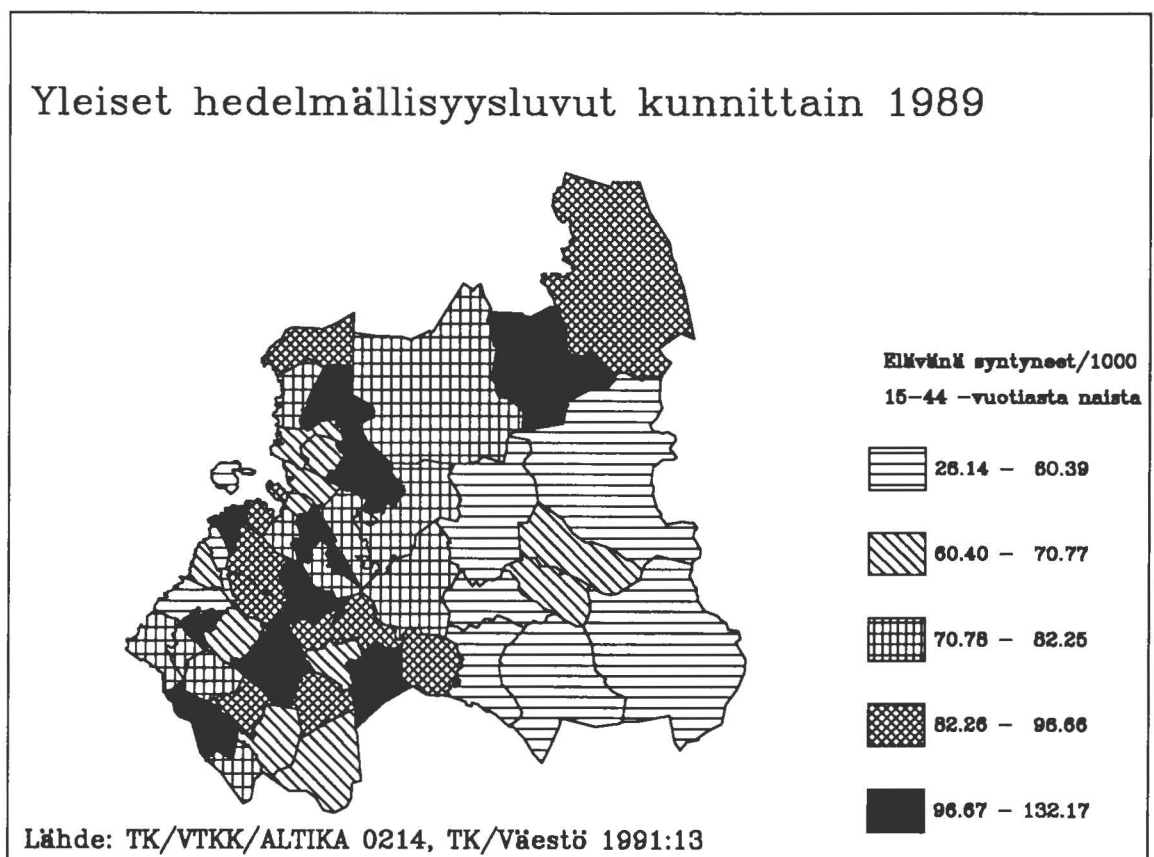 Yleiset hedelmällisyysluvut kunnittain 1989
Elävänä syntyneet/1000
15-44 -vuotiasta naista
26.14 - 60.39
60.40 - 70.77
70.78 - 82.25
82.26 - 96.66
96.67 - 132.17
Lähde: TK/VTKK/ALTIKA 0214, TK/Väestö 1991:13